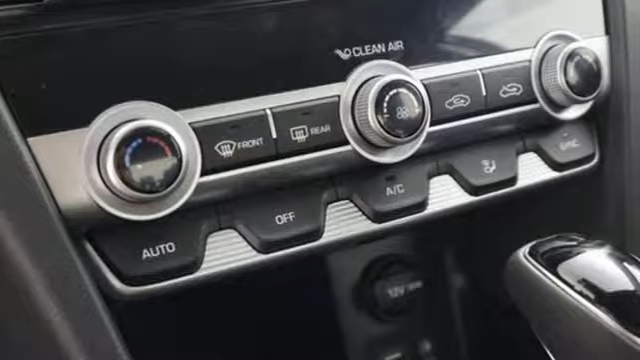 CLEAN AIR
FRONT
REAR
AUTO
OFF
A/C
SYNC
12V